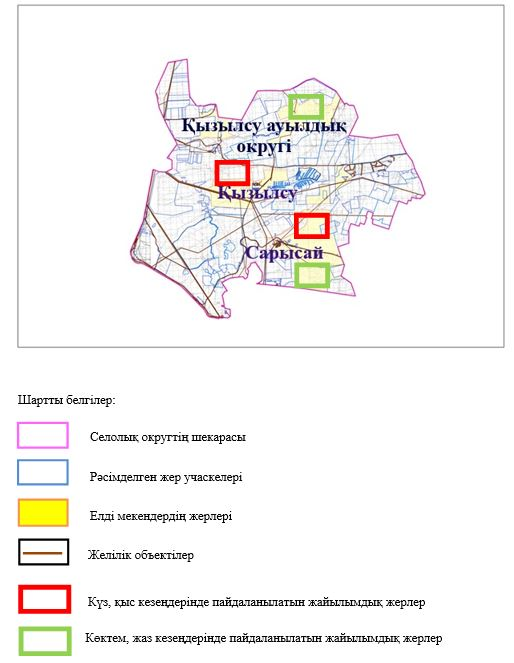 Қызылсу ауылдық
округі
Қызылсу
Сарысай
Шартты белгілер:
Селолық округтің шекарасы
Рәсімделген жер учаскелері
Елді мекендердің жерлері
Желілік объектілер
Күз, қыс кезеңдерінде пайдаланылатын жайылымдық жерлер
Көктем, жаз кезеңдерінде пайдаланылатын жайылымдық жерлер